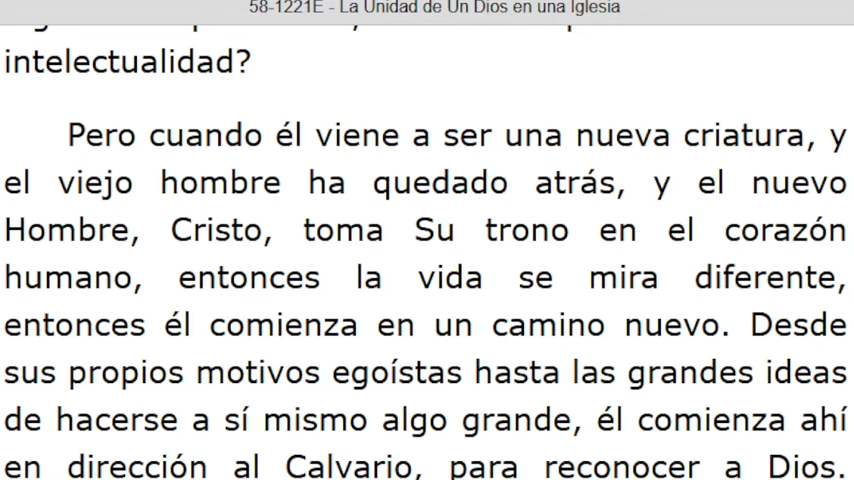 58-1221E - La Unidad de Un Dios en una Iglesia
intelectualidad?
Pero cuando él viene a ser una nueva criatura, y
el viejo hombre ha quedado atrás, y el nuevo
Hombre, Cristo, toma Su trono en el corazón
humano, entonces la vida se mira diferente,
entonces él comienza en un camino nuevo. Desde
sus propios motivos egoístas hasta las grandes ideas
de hacerse a sí mismo algo grande, él comienza ahí
en dirección al Calvario, para reconocer a Dios.